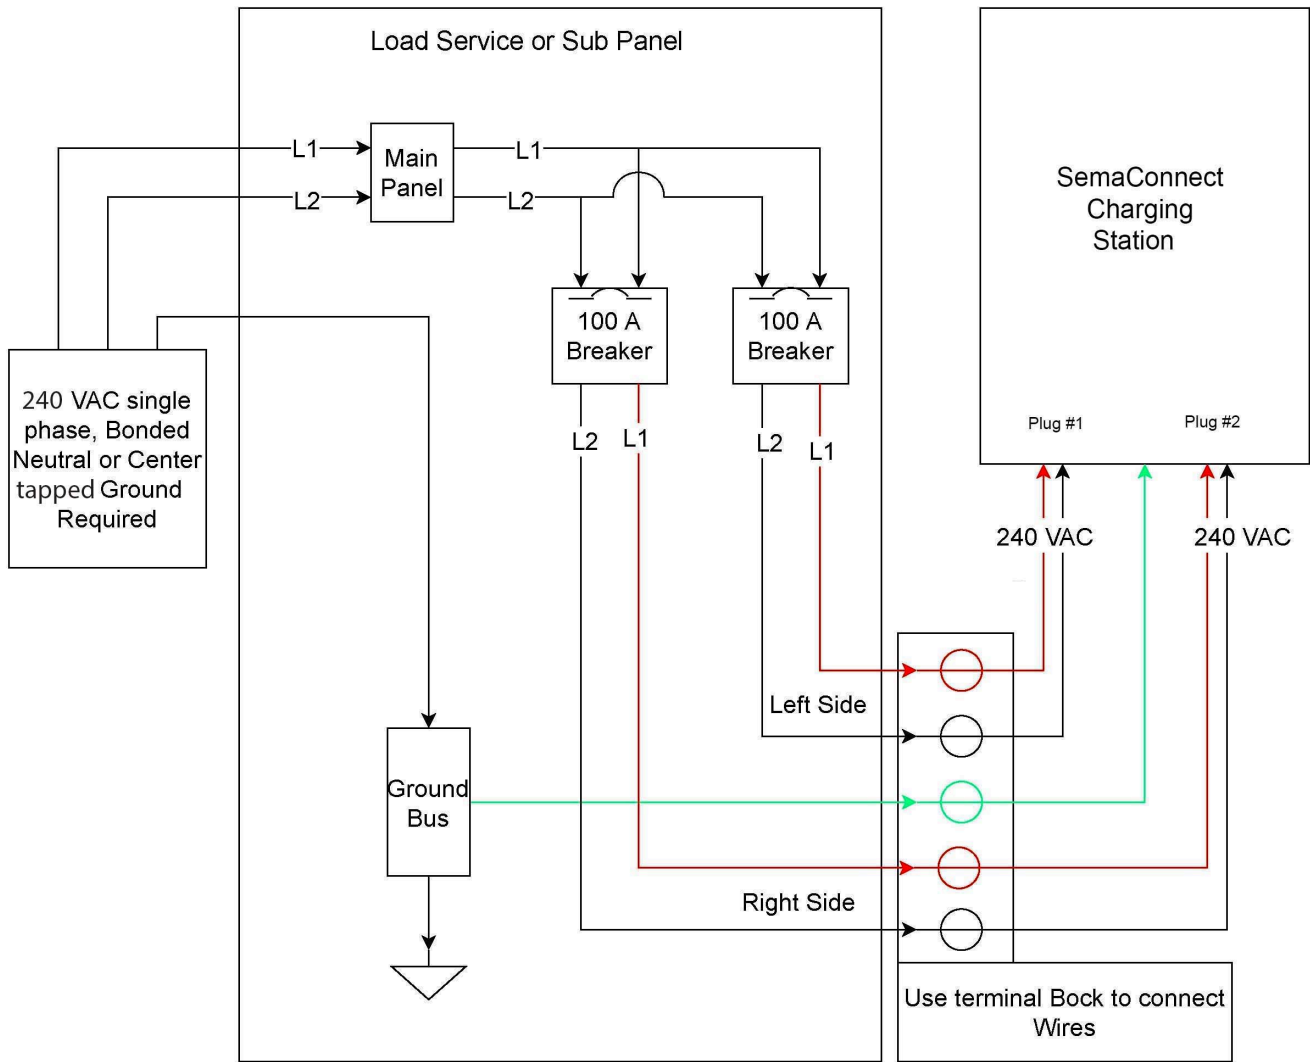 Load Service or Sub Panel
L1
L2
Main
Panel
L1
L2
SemaConnect
Charging
Station
100 A
Breaker
100 A
Breaker
240 VAC single
phase, Bonded
Neutral or Center
tapped Ground
Required
L2
L1
L2
L1
Plug #1
Plug #2
240 VAC
240 VAC
Left Side
Ground
Bus
Right Side
Use terminal Bock to connect
Wires